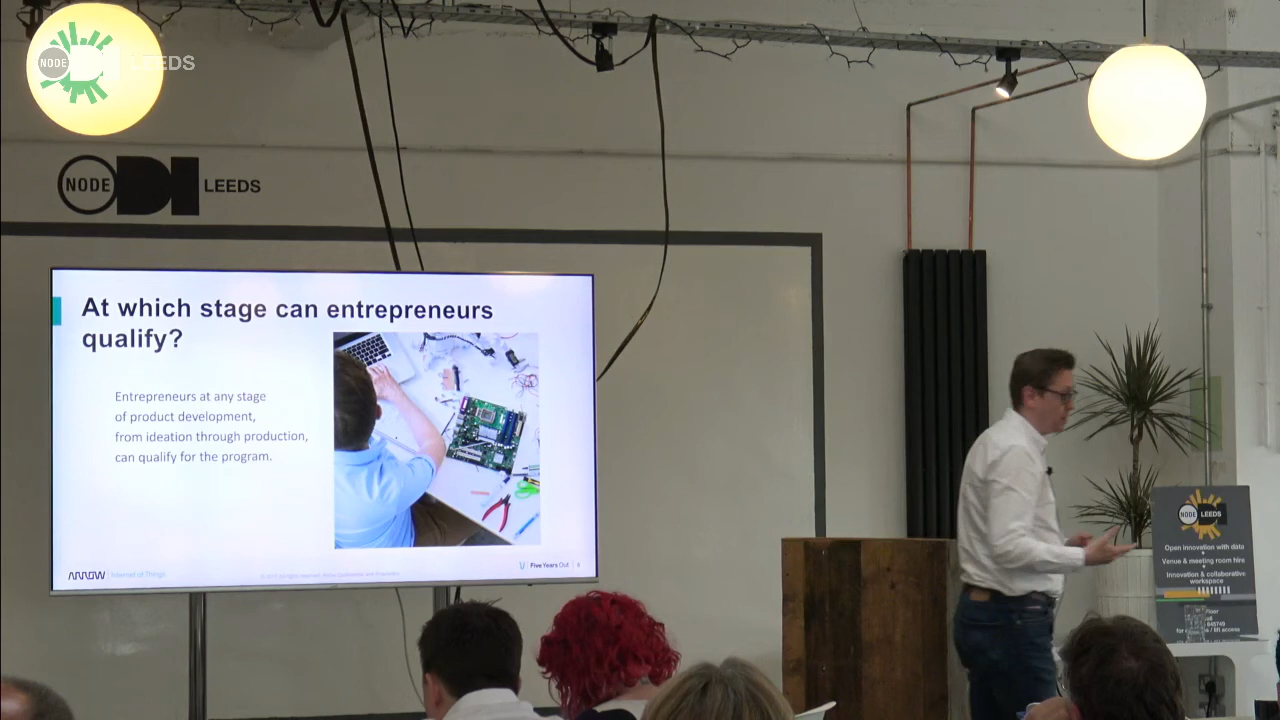 NODE LEEDS
NODE ODI LEEDS
At which stage can entrepreneurs
qualify?
Entrepreneurs at any stage
of product development,
from ideation through production,
can qualify for the program.
ARROW Internet of Things
Five Years Out
NODE LEEDS
Open innovation with data
Venue & meeting room hire
Innovation & collaborative
workspace